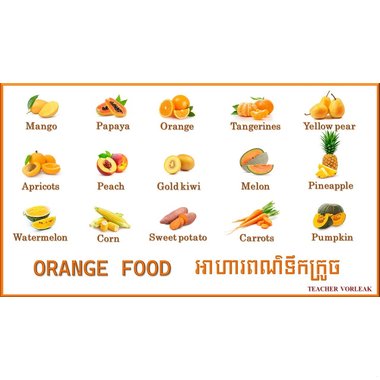 Mango Papaya Orange Tangerines Yellow pear
Apricots Peach Gold kiwi Melon Pineapple
Watermelon Corn Sweet potato Carrots Pumpkin
ORANGE FOOD អាហារពណ៌ទឹកក្រូច
TEACHER VORLEAK